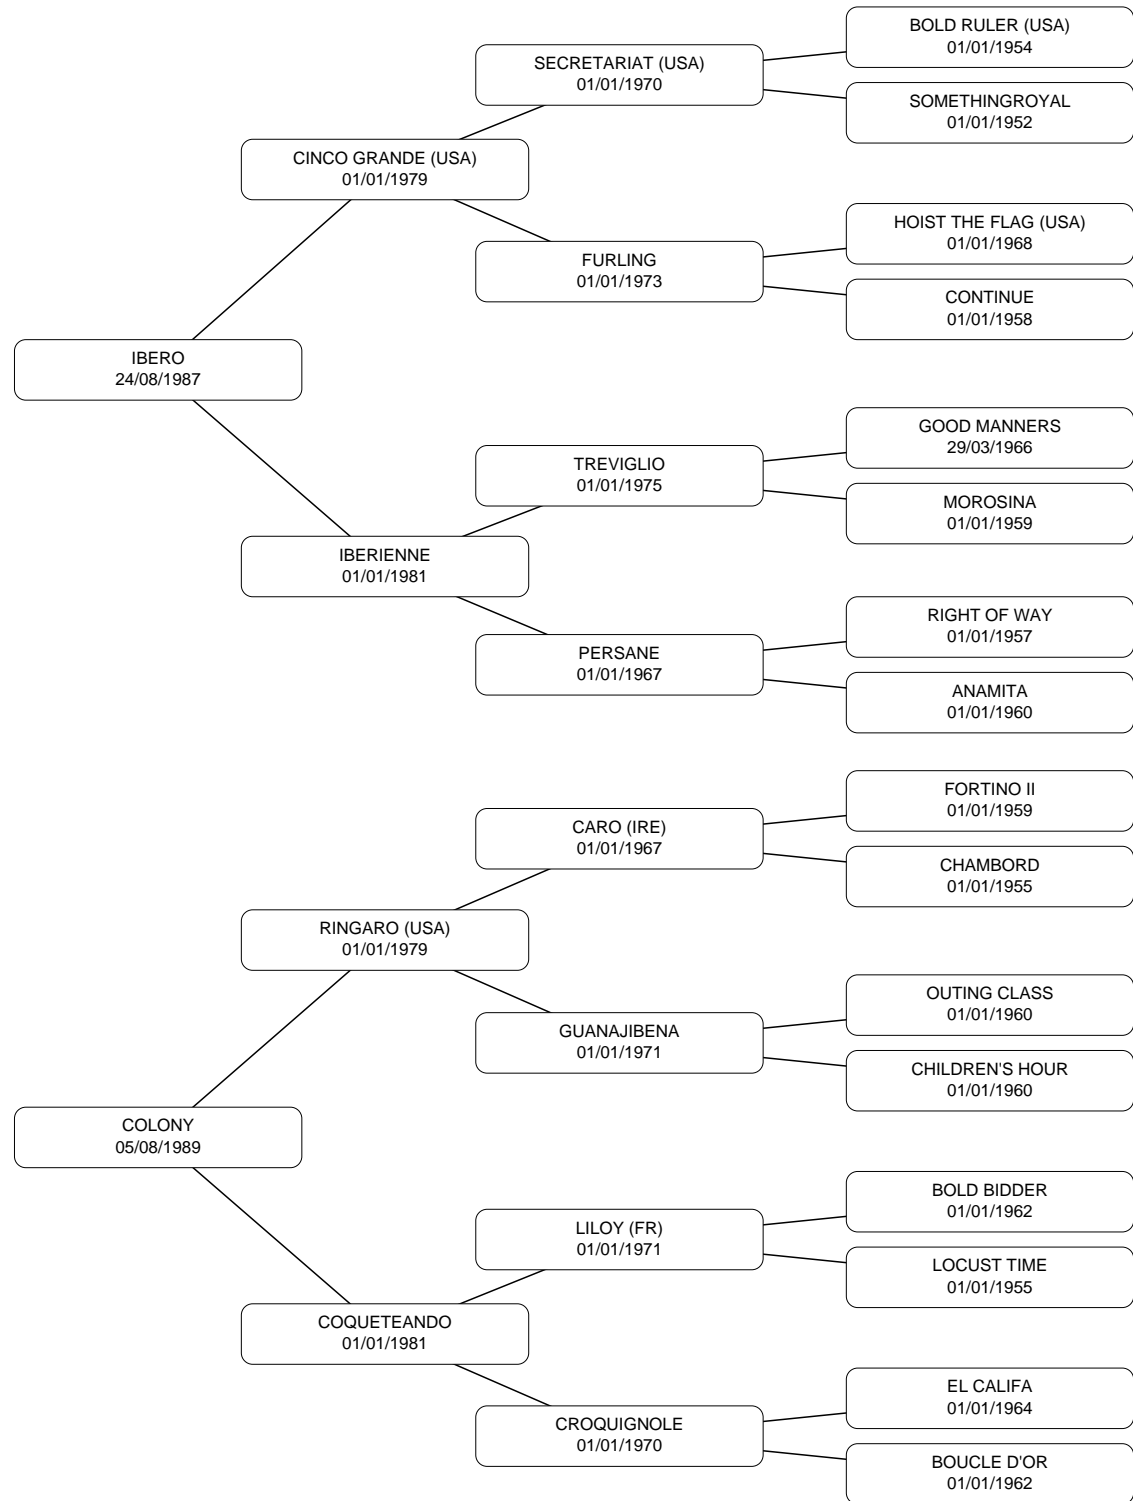 BOLD RULER (USA)
01/01/1954
SECRETARIAT (USA)
01/01/1970
SOMETHINGROYAL
01/01/1952
CINCO GRANDE (USA)
01/01/1979
HOIST THE FLAG (USA)
01/01/1968
FURLING
01/01/1973
CONTINUE
01/01/1958
IBERO
24/08/1987
GOOD MANNERS
29/03/1966
TREVIGLIO
01/01/1975
MOROSINA
01/01/1959
IBERIENNE
01/01/1981
RIGHT OF WAY
01/01/1957
PERSANE
01/01/1967
ANAMITA
01/01/1960
FORTINO II
01/01/1959
CARO (IRE)
01/01/1967
CHAMBORD
01/01/1955
RINGARO (USA)
01/01/1979
OUTING CLASS
01/01/1960
GUANAJIBENA
01/01/1971
CHILDREN'S HOUR
01/01/1960
COLONY
05/08/1989
BOLD BIDDER
01/01/1962
LILOY (FR)
01/01/1971
LOCUST TIME
01/01/1955
COQUETEANDO
01/01/1981
EL CALIFA
01/01/1964
CROQUIGNOLE
01/01/1970
BOUCLE D'OR
01/01/1962